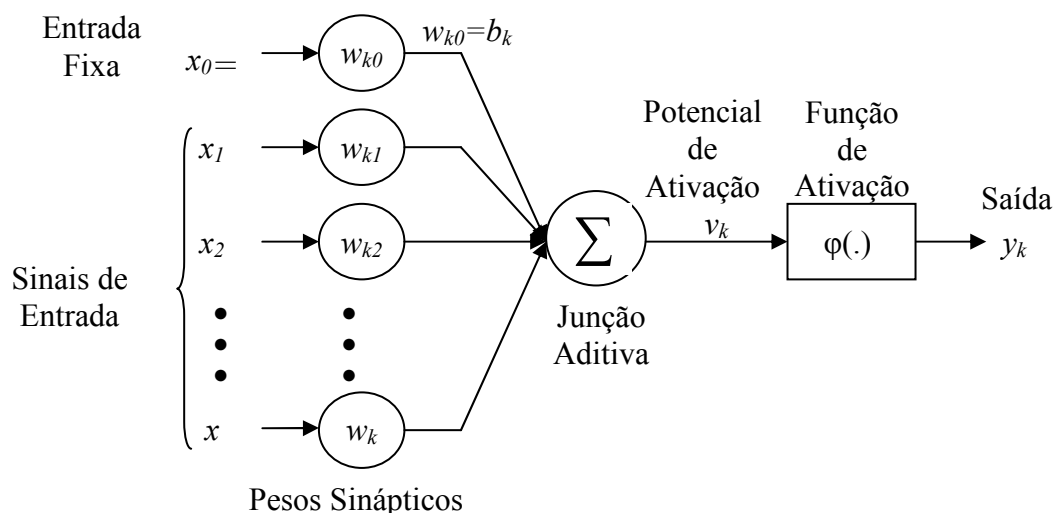 Entrada
Fixa
x0=
wk0
wk0=bk
Sinais de
Entrada
x1
wk1
x2
wk2
x
wk
Pesos Sinápticos
∑
Junção
Aditiva
Potencial
de
Ativação
vk
Função
de
Ativação
φ(.)
Saída
yk